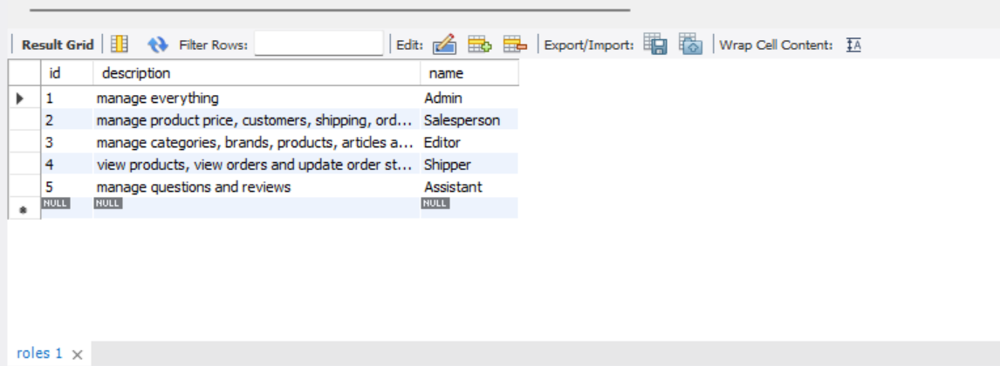 Result Grid Filter Rows: Edit: Export/Import: Wrap Cell Content: IA
id description name
1 manage everything Admin
2 manage product price, customers, shipping, ord... Salesperson
3 manage categories, brands, products, articles a... Editor
4 view products, view orders and update order st... Shipper
5 manage questions and reviews Assistant
NULL NULL NULL
roles 1